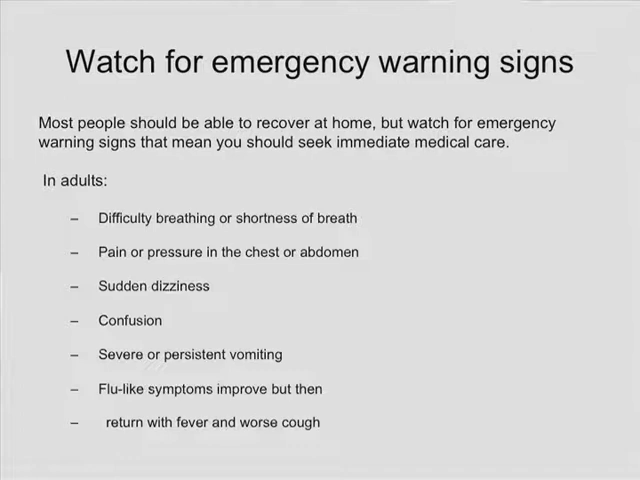 Watch for emergency warning signs
Most people should be able to recover at home, but watch for emergency
warning signs that mean you should seek immediate medical care.
In adults:
– Difficulty breathing or shortness of breath
– Pain or pressure in the chest or abdomen
– Sudden dizziness
– Confusion
– Severe or persistent vomiting
– Flu-like symptoms improve but then
– return with fever and worse cough